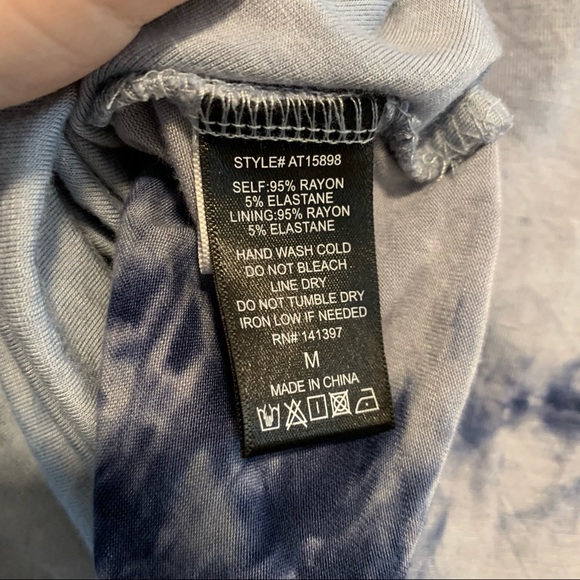 STYLE# AT15898
SELF:95% RAYON
5% ELASTANE
LINING:95% RAYON
5% ELASTANE
HAND WASH COLD
DO NOT BLEACH
LINE DRY
DO NOT TUMBLE DRY
IRON LOW IF NEEDED
RN# 141397
M
MADE IN CHINA